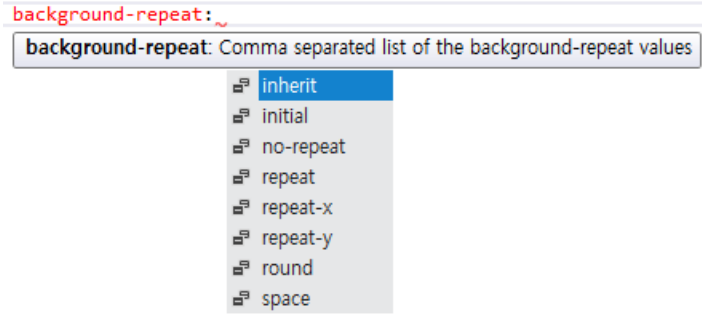 background-repeat:
background-repeat: Comma separated list of the background-repeat values
inherit
initial
no-repeat
repeat
repeat-x
repeat-y
round
space